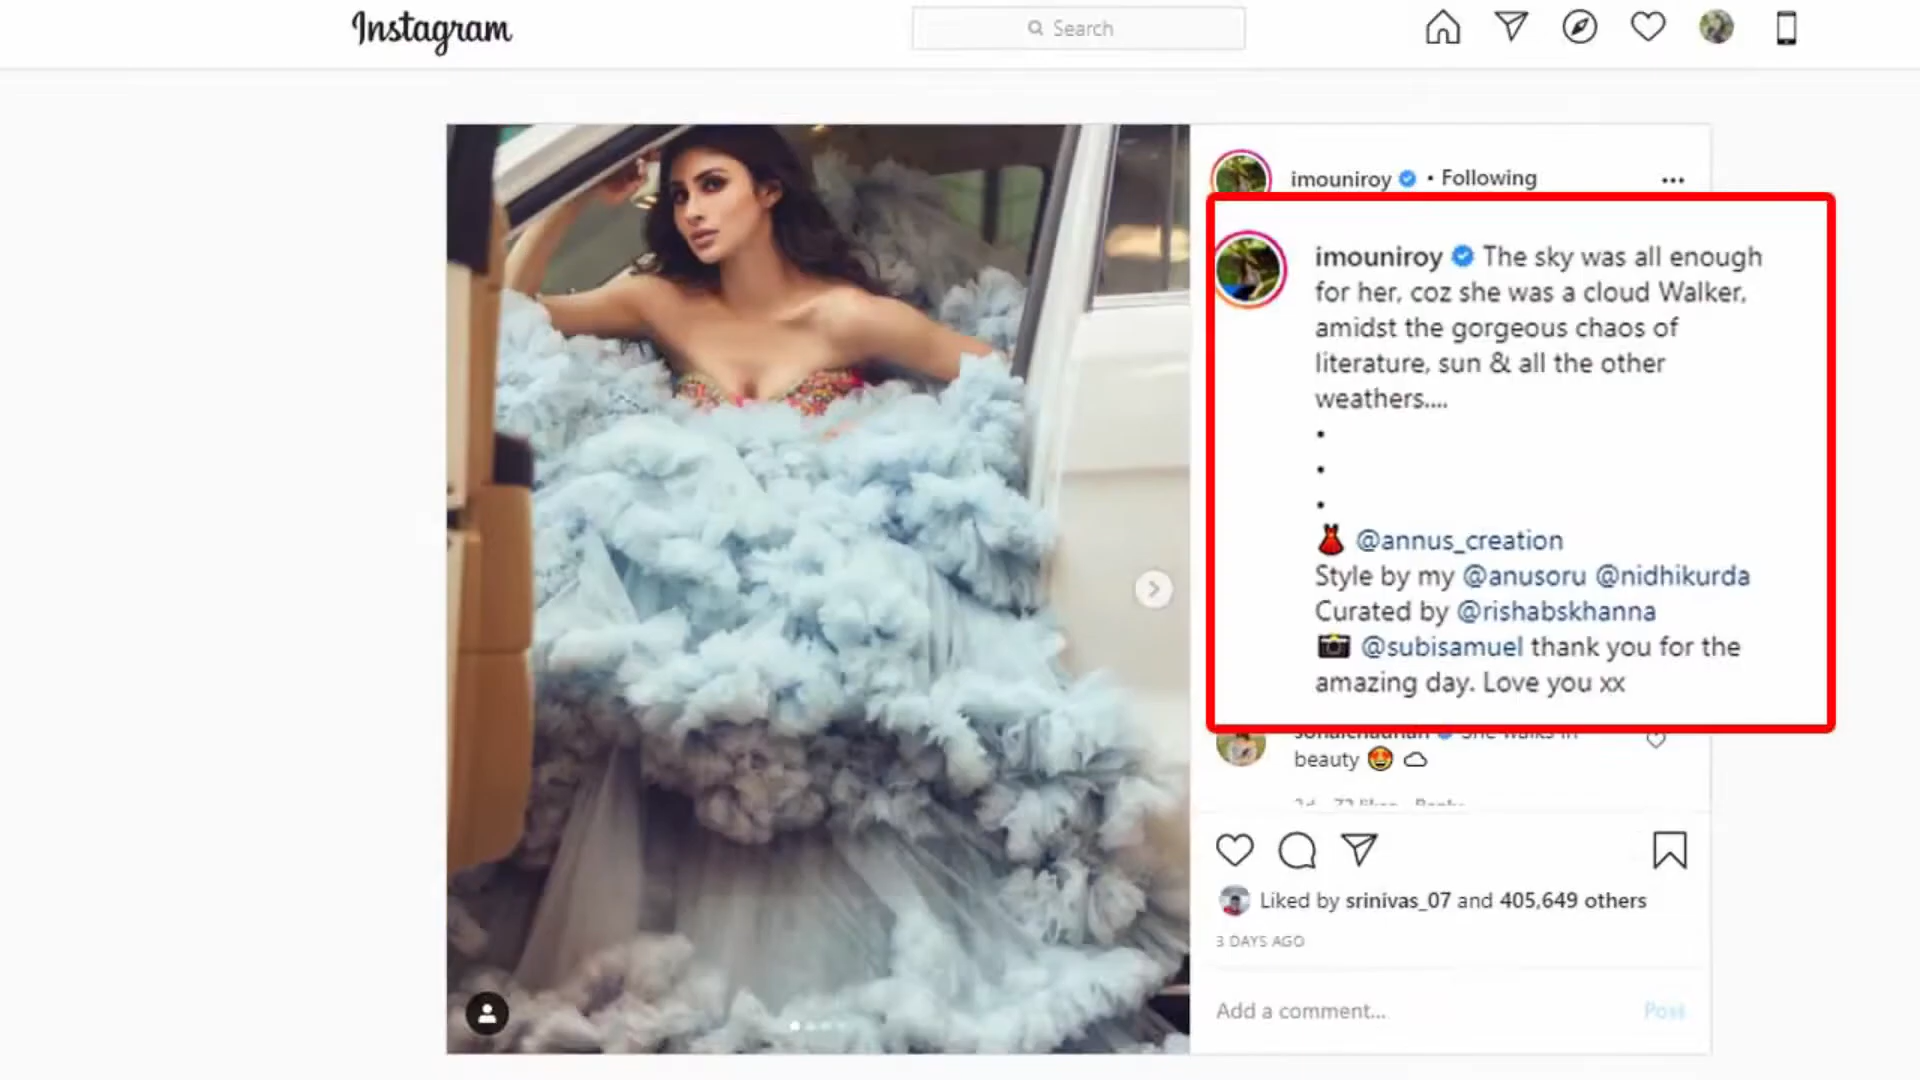 Instagram
Search
imouniroy • Following
imouniroy The sky was all enough
for her, coz she was a cloud Walker,
amidst the gorgeous chaos of
literature, sun & all the other
weathers....
•
•
•
@annus_creation
Style by my @anusoru @nidhikurda
Curated by @rishabskhanna
@subisamuel thank you for the
amazing day. Love you xx
beauty 😍 ☁
Liked by srinivas_07 and 405,649 others
3 DAYS AGO
Add a comment...
Post